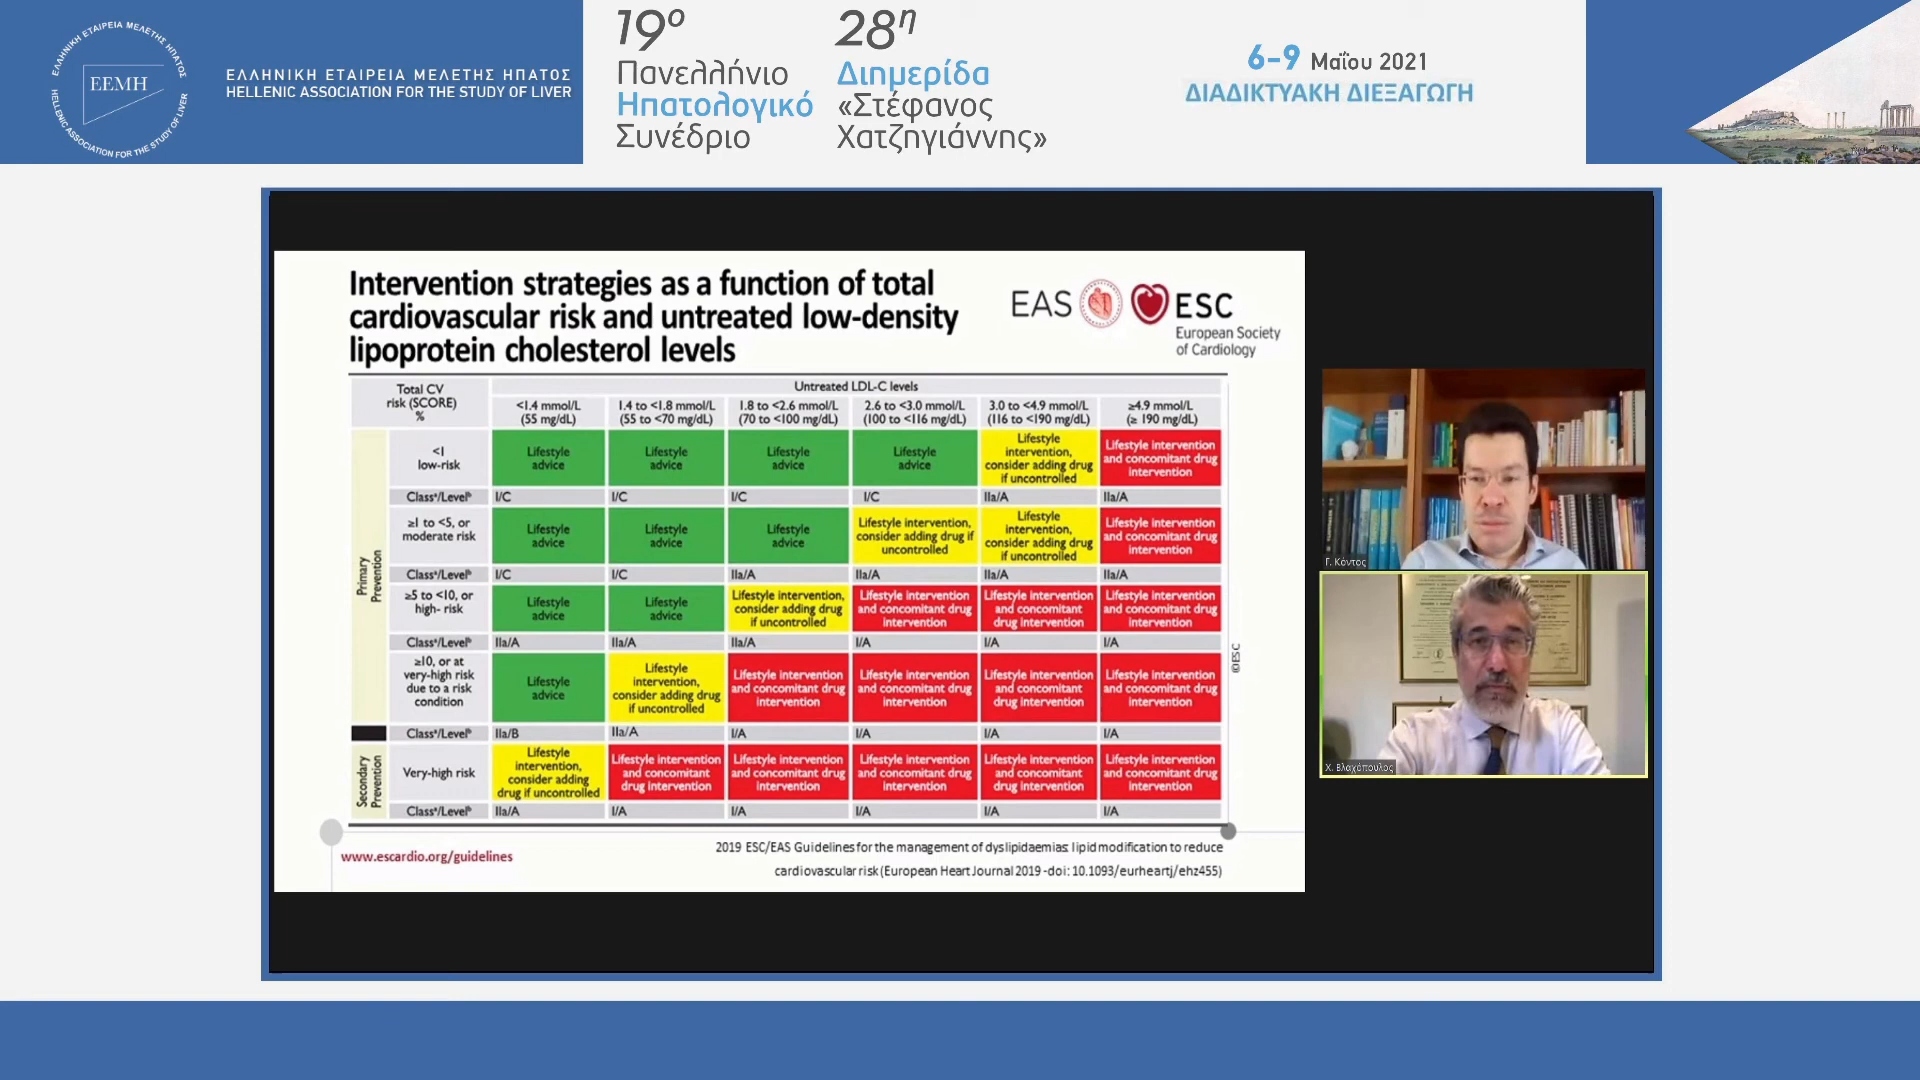 ΕΛΛΗΝΙΚΗ ΕΤΑΙΡΕΙΑ ΜΕΛΕΤΗΣ ΗΠΑΤΟΣ
HELLENIC ASSOCIATION FOR THE STUDY OF LIVER
ΕΕΜΗ
ΕΛΛΗΝΙΚΗ ΕΤΑΙΡΕΙΑ ΜΕΛΕΤΗΣ ΗΠΑΤΟΣ
HELLENIC ASSOCIATION FOR THE STUDY OF LIVER
19ο
Πανελλήνιο
Ηπατολογικό
Συνέδριο
28η
Διημερίδα
«Στέφανος
Χατζηγιάννης»
6-9 Μαΐου 2021
ΔΙΑΔΙΚΤΥΑΚΗ ΔΙΕΞΑΓΩΓΗ
Intervention strategies as a function of total
cardiovascular risk and untreated low-density
lipoprotein cholesterol levels
EAS
ESC
European Society
of Cardiology
Total CV
risk (SCORE)
%
Untreated LDL-C levels
<1.4 mmol/L
(55 mg/dL)
1.4 to <1.8 mmol/L
(55 to <70 mg/dL)
1.8 to <2.6 mmol/L
(70 to <100 mg/dL)
2.6 to <3.0 mmol/L
(100 to <116 mg/dL)
3.0 to <4.9 mmol/L
(116 to <190 mg/dL)
≥4.9 mmol/L
(≥ 190 mg/dL)
Primary
Prevention
<1
low-risk
Lifestyle
advice
Lifestyle
advice
Lifestyle
advice
Lifestyle
advice
Lifestyle
intervention,
consider adding drug
if uncontrolled
Lifestyle intervention
and concomitant drug
intervention
Classᵃ/Levelᵇ I/C I/C I/C I/C IIa/A IIa/A
≥1 to <5, or
moderate risk
Lifestyle
advice
Lifestyle
advice
Lifestyle
advice
Lifestyle intervention,
consider adding drug if
uncontrolled
Lifestyle
intervention,
consider adding drug
if uncontrolled
Lifestyle intervention
and concomitant drug
intervention
Classᵃ/Levelᵇ I/C I/C IIa/A IIa/A IIa/A IIa/A
≥5 to <10, or
high- risk
Lifestyle
advice
Lifestyle
advice
Lifestyle intervention,
consider adding drug
if uncontrolled
Lifestyle intervention
and concomitant drug
intervention
Lifestyle intervention
and concomitant
drug intervention
Lifestyle intervention
and concomitant drug
intervention
Classᵃ/Levelᵇ IIa/A IIa/A IIa/A I/A I/A I/A
≥10, or at
very-high risk
due to a risk
condition
Lifestyle
advice
Lifestyle
intervention,
consider adding drug
if uncontrolled
Lifestyle intervention
and concomitant drug
intervention
Lifestyle intervention
and concomitant drug
intervention
Lifestyle intervention
and concomitant
drug intervention
Lifestyle intervention
and concomitant drug
intervention
Classᵃ/Levelᵇ IIa/B IIa/A I/A I/A I/A I/A
Secondary
Prevention
Very-high risk
Lifestyle
intervention,
consider adding
drug if uncontrolled
Lifestyle intervention
and concomitant
drug intervention
Lifestyle intervention
and concomitant drug
intervention
Lifestyle intervention
and concomitant drug
intervention
Lifestyle intervention
and concomitant
drug intervention
Lifestyle intervention
and concomitant drug
intervention
Classᵃ/Levelᵇ IIa/A I/A I/A I/A I/A I/A
©ESC
www.escardio.org/guidelines
2019 ESC/EAS Guidelines for the management of dyslipidaemias: lipid modification to reduce
cardiovascular risk (European Heart Journal 2019 -doi: 10.1093/eurheartj/ehz455)
Γ. Κόντος
Χ. Βλαχόπουλος